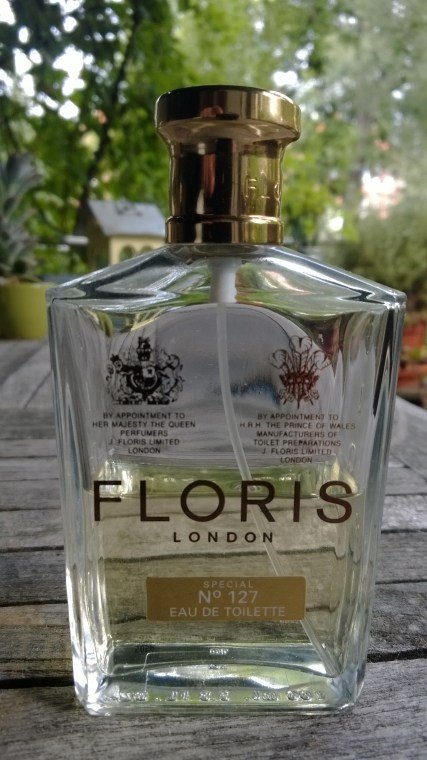 BY APPOINTMENT TO
HER MAJESTY THE QUEEN
PERFUMERS
J. FLORIS LIMITED
LONDON
BY APPOINTMENT TO
H.R.H. THE PRINCE OF WALES
MANUFACTURERS OF
TOILET PREPARATIONS
J. FLORIS LIMITED
LONDON
FLORIS
LONDON
SPECIAL
Nº 127
EAU DE TOILETTE